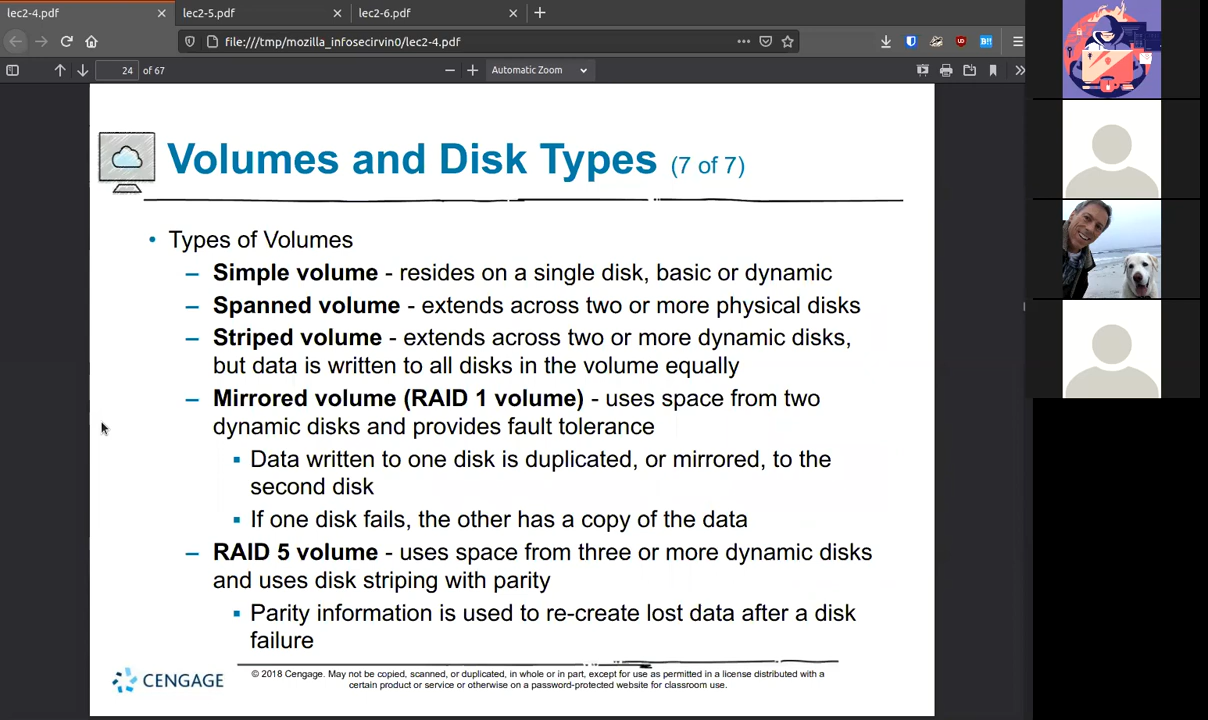 lec2-4.pdf
lec2-5.pdf
lec2-6.pdf
file:///tmp/mozilla_infosecirvin0/lec2-4.pdf
24 of 67
Automatic Zoom
Volumes and Disk Types (7 of 7)
• Types of Volumes
– Simple volume - resides on a single disk, basic or dynamic
– Spanned volume - extends across two or more physical disks
– Striped volume - extends across two or more dynamic disks,
but data is written to all disks in the volume equally
– Mirrored volume (RAID 1 volume) - uses space from two
dynamic disks and provides fault tolerance
▪ Data written to one disk is duplicated, or mirrored, to the
second disk
▪ If one disk fails, the other has a copy of the data
– RAID 5 volume - uses space from three or more dynamic disks
and uses disk striping with parity
▪ Parity information is used to re-create lost data after a disk
failure
CENGAGE
© 2018 Cengage. May not be copied, scanned, or duplicated, in whole or in part, except for use as permitted in a license distributed with a
certain product or service or otherwise on a password-protected website for classroom use.